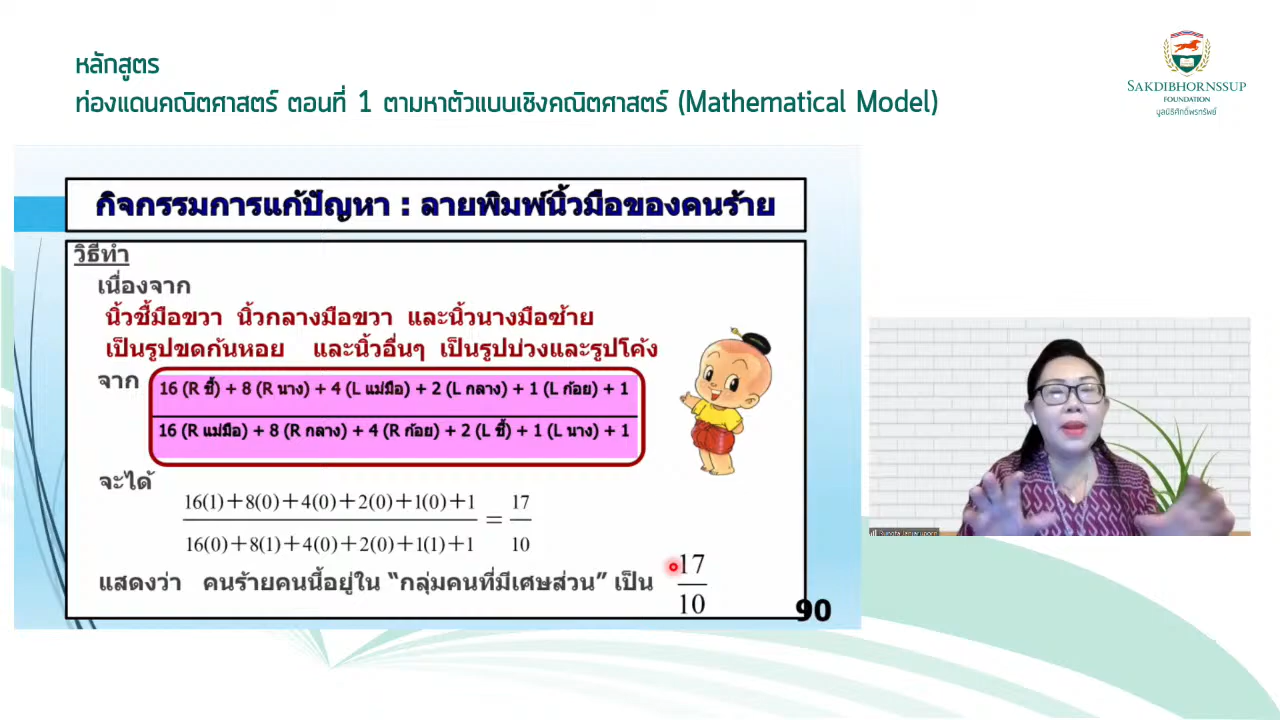 หลักสูตร
ท่องแดนคณิตศาสตร์ ตอนที่ 1 ตามหาตัวแบบเชิงคณิตศาสตร์ (Mathematical Model)
SAKDIBHORNSSUP
FOUNDATION
มูลนิธิศักดิ์พรทรัพย์
กิจกรรมการแก้ปัญหา : ลายพิมพ์นิ้วมือของคนร้าย
วิธีทำ
เนื่องจาก
นิ้วชี้มือขวา นิ้วกลางมือขวา และนิ้วนางมือซ้าย
เป็นรูปขดก้นหอย และนิ้วอื่นๆ เป็นรูปบ่วงและรูปโค้ง
จาก
16 (R ชี้) + 8 (R นาง) + 4 (L แม่มือ) + 2 (L กลาง) + 1 (L ก้อย) + 1
16 (R แม่มือ) + 8 (R กลาง) + 4 (R ก้อย) + 2 (L ชี้) + 1 (L นาง) + 1
จะได้
16(1)+8(0)+4(0)+2(0)+1(0)+1
16(0)+8(1)+4(0)+2(0)+1(1)+1
=
17
10
แสดงว่า คนร้ายคนนี้อยู่ใน “กลุ่มคนที่มีเศษส่วน” เป็น
17
10
90
Rungfa Janjaruporn